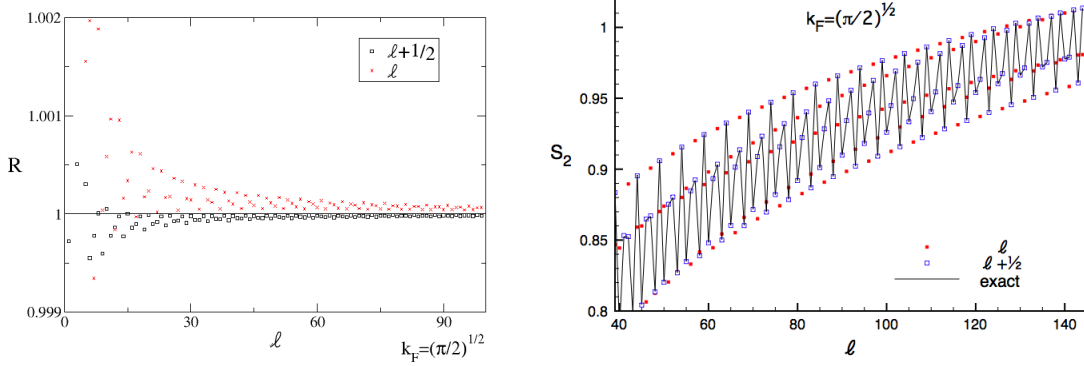 1.002
1.001
1
0.999
R
ℓ+1/2
ℓ
0
30
60
90
ℓ
k_F=(π/2)^{1/2}
k_F=(π/2)^{½}
1
0.95
0.9
0.85
0.8
S_2
ℓ
ℓ+½
exact
40
60
80
100
120
140
ℓ